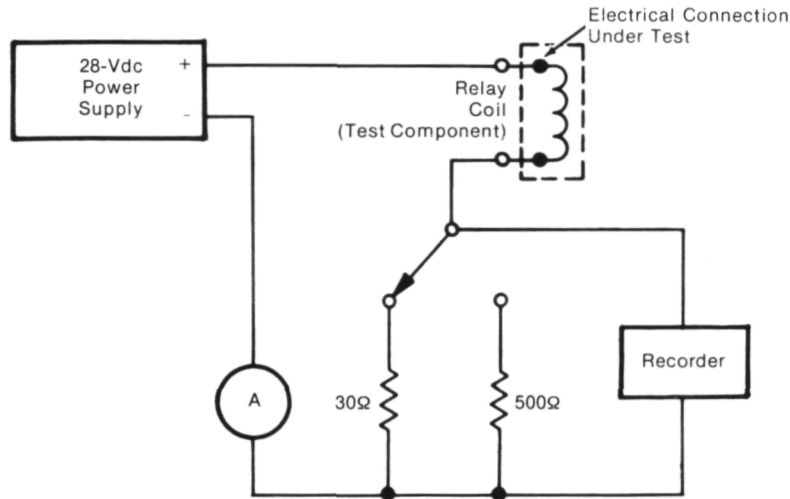 Electrical Connection
Under Test
28-Vdc
Power
Supply
+
-
Relay
Coil
(Test Component)
A
30Ω
500Ω
Recorder